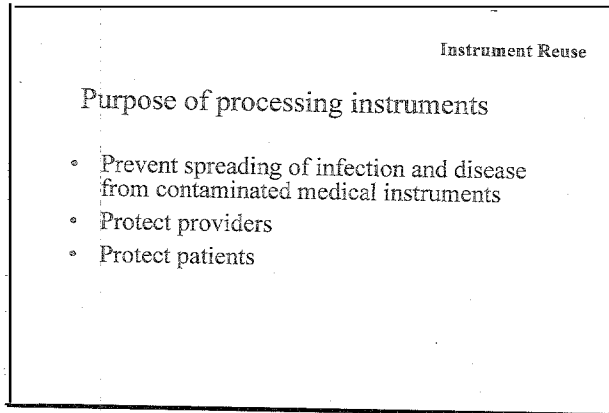 Instrument Reuse
Purpose of processing instruments
• Prevent spreading of infection and disease
from contaminated medical instruments
• Protect providers
• Protect patients